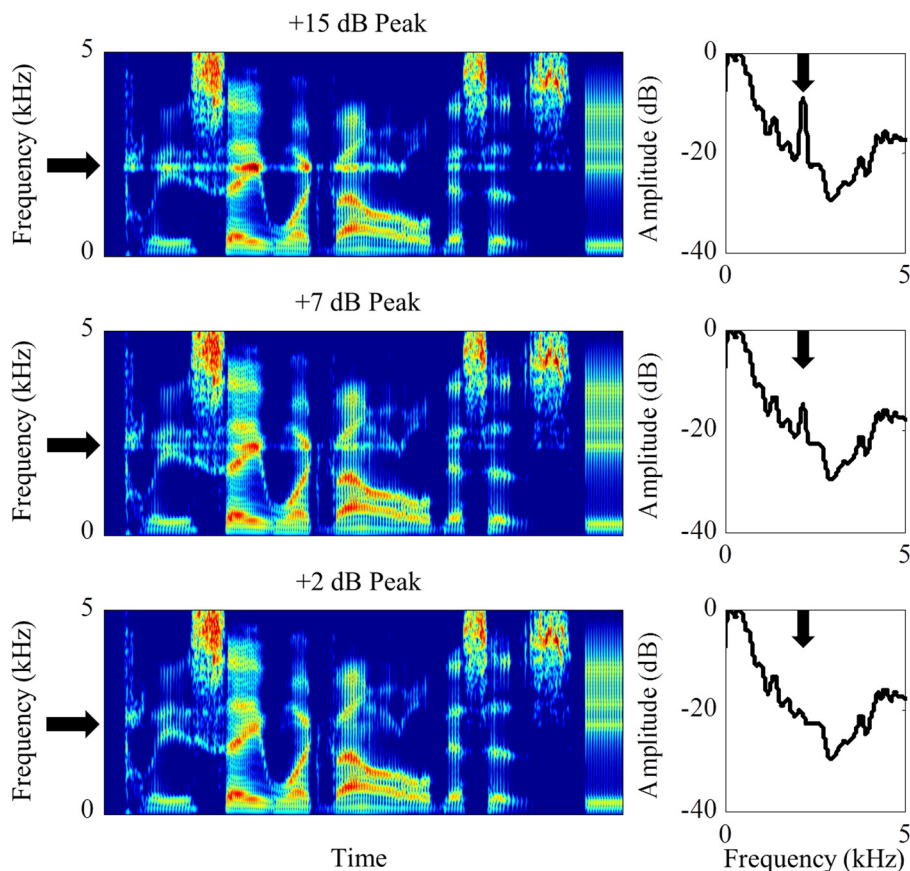 +15 dB Peak
Frequency (kHz)
5
0
Amplitude (dB)
0
-20
-40
0
5
+7 dB Peak
Frequency (kHz)
5
0
Amplitude (dB)
0
-20
-40
0
5
+2 dB Peak
Frequency (kHz)
5
0
Amplitude (dB)
0
-20
-40
0
5
Time
Frequency (kHz)